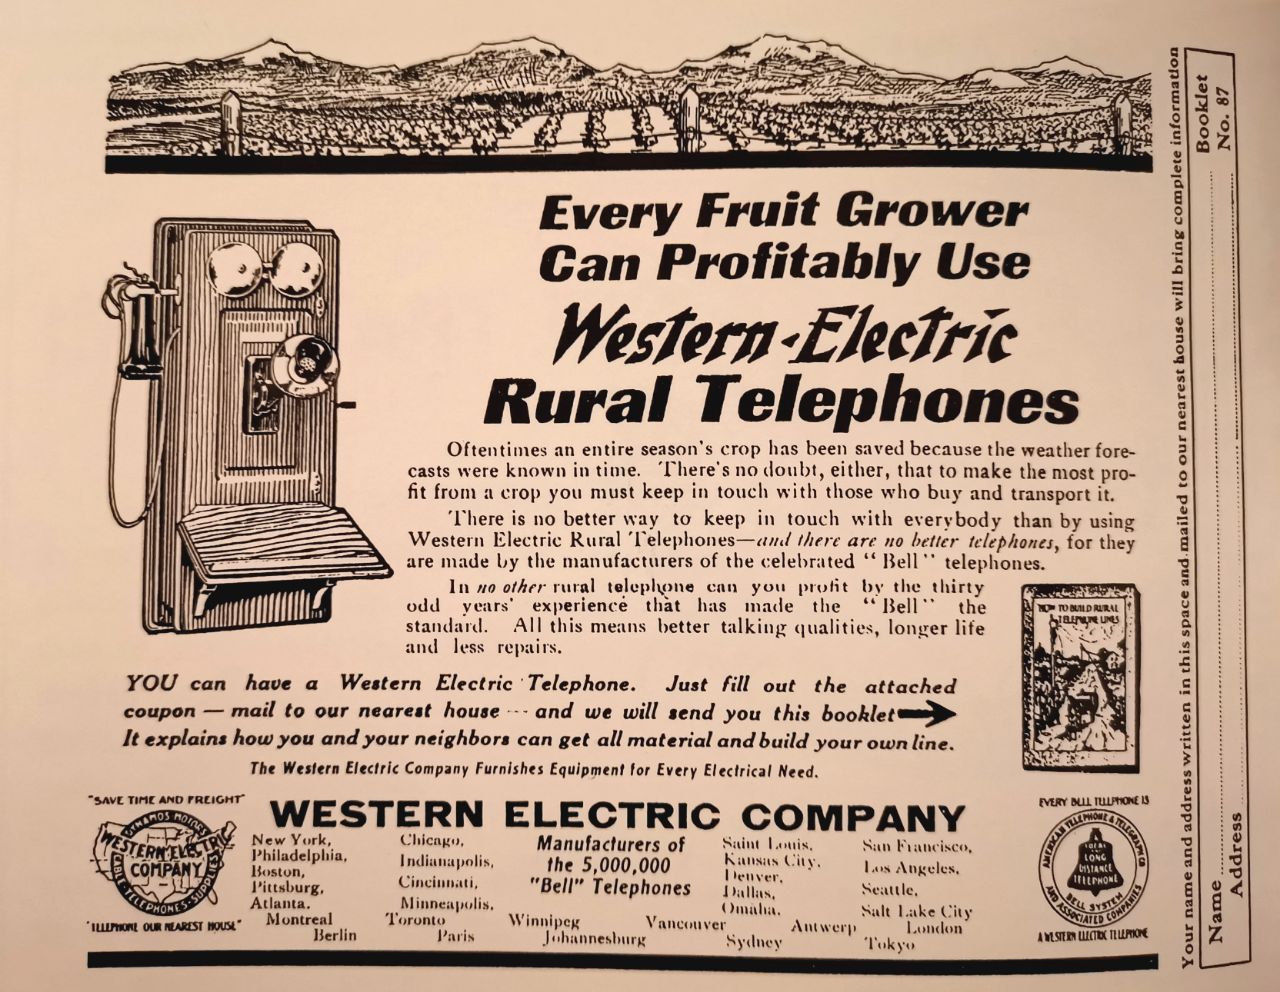 Every Fruit Grower
Can Profitably Use
Western-Electric
Rural Telephones
Oftentimes an entire season's crop has been saved because the weather fore-
casts were known in time. There's no doubt, either, that to make the most pro-
fit from a crop you must keep in touch with those who buy and transport it.
There is no better way to keep in touch with everybody than by using
Western Electric Rural Telephones—and there are no better telephones, for they
are made by the manufacturers of the celebrated "Bell" telephones.
In no other rural telephone can you profit by the thirty
odd years' experience that has made the "Bell" the
standard. All this means better talking qualities, longer life
and less repairs.
HOW TO BUILD RURAL
TELEPHONE LINES
YOU can have a Western Electric Telephone. Just fill out the attached
coupon — mail to our nearest house — and we will send you this booklet
It explains how you and your neighbors can get all material and build your own line.
The Western Electric Company Furnishes Equipment for Every Electrical Need.
"SAVE TIME AND FREIGHT"
DYNAMOS MOTORS
WESTERN ELECTRIC
COMPANY
CABLE-TELEPHONES-SUPPLIES
"TELEPHONE OUR NEAREST HOUSE"
WESTERN ELECTRIC COMPANY
New York,
Philadelphia,
Boston,
Pittsburg,
Atlanta.
Chicago,
Indianapolis,
Cincinnati,
Minneapolis,
Manufacturers of
the 5,000,000
"Bell" Telephones
Saint Louis,
Kansas City,
Denver,
Dallas,
Omaha.
San Francisco,
Los Angeles,
Seattle,
Salt Lake City
Montreal Toronto Winnipeg Vancouver Antwerp London
Berlin Paris Johannesburg Sydney Tokyo
EVERY BELL TELEPHONE IS
AMERICAN TELEPHONE & TELEGRAPH CO
LOCAL
LONG
DISTANCE
TELEPHONE
BELL SYSTEM
AND ASSOCIATED COMPANIES
A WESTERN ELECTRIC TELEPHONE
Your name and address written in this space and mailed to our nearest house will bring complete information
Booklet
No. 87
Name
Address